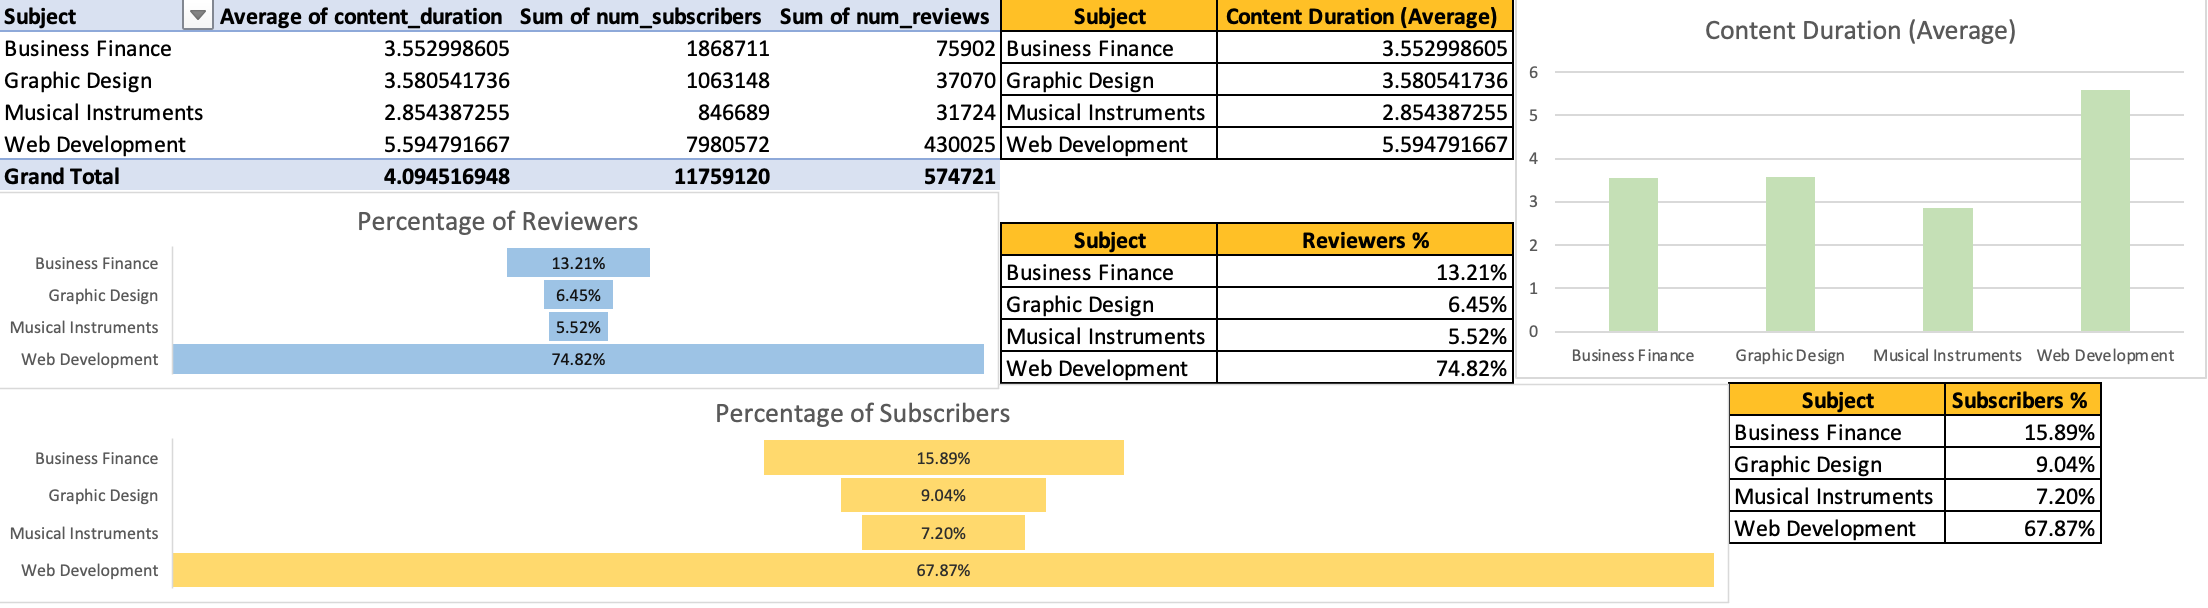 Subject Average of content_duration Sum of num_subscribers Sum of num_reviews
Business Finance 3.552998605 1868711 75902
Graphic Design 3.580541736 1063148 37070
Musical Instruments 2.854387255 846689 31724
Web Development 5.594791667 7980572 430025
Grand Total 4.094516948 11759120 574721
Subject Content Duration (Average)
Business Finance 3.552998605
Graphic Design 3.580541736
Musical Instruments 2.854387255
Web Development 5.594791667
Content Duration (Average)
6
5
4
3
2
1
0
Business Finance Graphic Design Musical Instruments Web Development
Percentage of Reviewers
Business Finance 13.21%
Graphic Design 6.45%
Musical Instruments 5.52%
Web Development 74.82%
Subject Reviewers %
Business Finance 13.21%
Graphic Design 6.45%
Musical Instruments 5.52%
Web Development 74.82%
Percentage of Subscribers
Business Finance 15.89%
Graphic Design 9.04%
Musical Instruments 7.20%
Web Development 67.87%
Subject Subscribers %
Business Finance 15.89%
Graphic Design 9.04%
Musical Instruments 7.20%
Web Development 67.87%